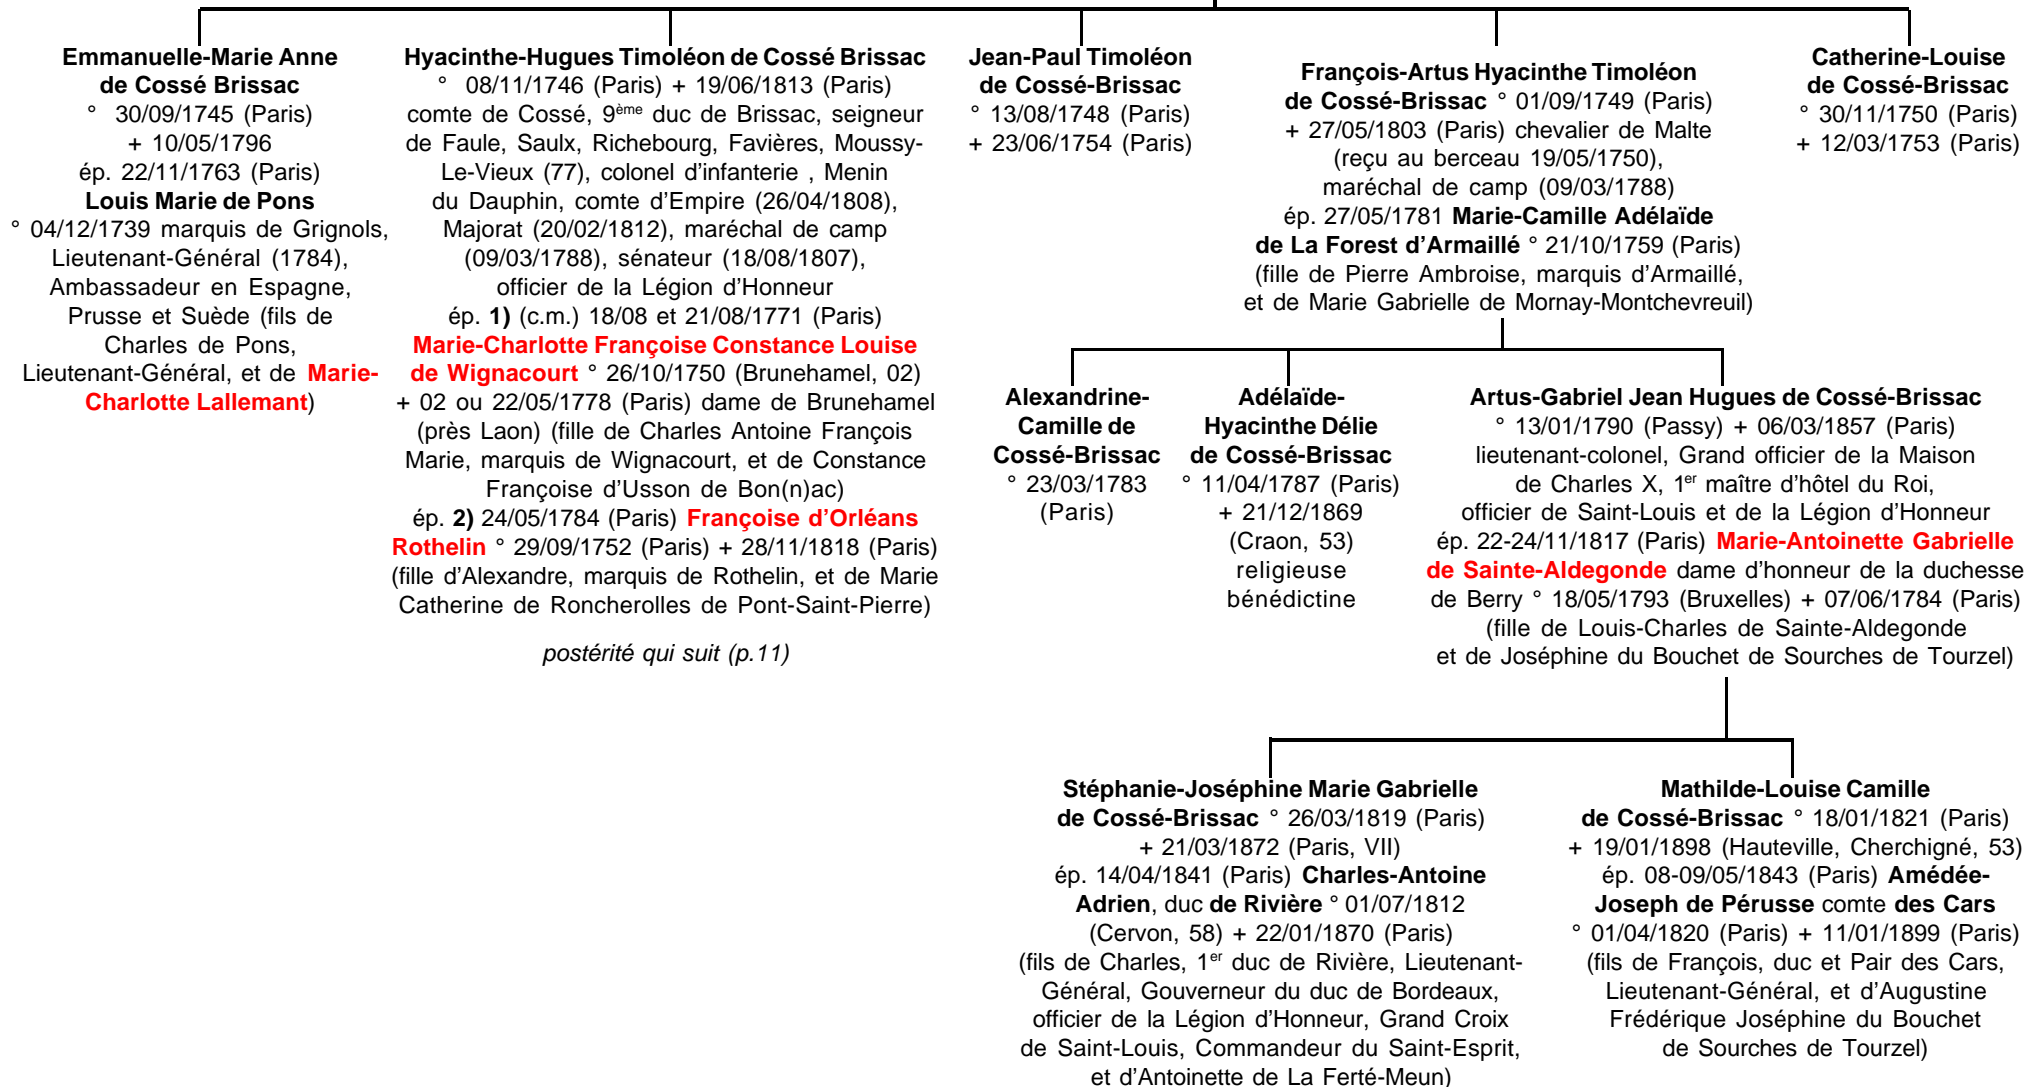 Emmanuelle-Marie Anne
de Cossé Brissac
° 30/09/1745 (Paris)
+ 10/05/1796
ép. 22/11/1763 (Paris)
Louis Marie de Pons
° 04/12/1739 marquis de Grignols,
Lieutenant-Général (1784),
Ambassadeur en Espagne,
Prusse et Suède (fils de
Charles de Pons,
Lieutenant-Général, et de Marie-
Charlotte Lallemant)
Hyacinthe-Hugues Timoléon de Cossé Brissac
° 08/11/1746 (Paris) + 19/06/1813 (Paris)
comte de Cossé, 9ème duc de Brissac, seigneur
de Faule, Saulx, Richebourg, Favières, Moussy-
Le-Vieux (77), colonel d’infanterie , Menin
du Dauphin, comte d’Empire (26/04/1808),
Majorat (20/02/1812), maréchal de camp
(09/03/1788), sénateur (18/08/1807),
officier de la Légion d’Honneur
ép. 1) (c.m.) 18/08 et 21/08/1771 (Paris)
Marie-Charlotte Françoise Constance Louise
de Wignacourt ° 26/10/1750 (Brunehamel, 02)
+ 02 ou 22/05/1778 (Paris) dame de Brunehamel
(près Laon) (fille de Charles Antoine François
Marie, marquis de Wignacourt, et de Constance
Françoise d’Usson de Bon(n)ac)
ép. 2) 24/05/1784 (Paris) Françoise d’Orléans
Rothelin ° 29/09/1752 (Paris) + 28/11/1818 (Paris)
(fille d’Alexandre, marquis de Rothelin, et de Marie
Catherine de Roncherolles de Pont-Saint-Pierre)
postérité qui suit (p.11)
Jean-Paul Timoléon
de Cossé-Brissac
° 13/08/1748 (Paris)
+ 23/06/1754 (Paris)
François-Artus Hyacinthe Timoléon
de Cossé-Brissac ° 01/09/1749 (Paris)
+ 27/05/1803 (Paris) chevalier de Malte
(reçu au berceau 19/05/1750),
maréchal de camp (09/03/1788)
ép. 27/05/1781 Marie-Camille Adélaïde
de La Forest d’Armaillé ° 21/10/1759 (Paris)
(fille de Pierre Ambroise, marquis d’Armaillé,
et de Marie Gabrielle de Mornay-Montchevreuil)
Catherine-Louise
de Cossé-Brissac
° 30/11/1750 (Paris)
+ 12/03/1753 (Paris)
Alexandrine-
Camille de
Cossé-Brissac
° 23/03/1783
(Paris)
Adélaïde-
Hyacinthe Délie
de Cossé-Brissac
° 11/04/1787 (Paris)
+ 21/12/1869
(Craon, 53)
religieuse
bénédictine
Artus-Gabriel Jean Hugues de Cossé-Brissac
° 13/01/1790 (Passy) + 06/03/1857 (Paris)
lieutenant-colonel, Grand officier de la Maison
de Charles X, 1er maître d’hôtel du Roi,
officier de Saint-Louis et de la Légion d’Honneur
ép. 22-24/11/1817 (Paris) Marie-Antoinette Gabrielle
de Sainte-Aldegonde dame d’honneur de la duchesse
de Berry ° 18/05/1793 (Bruxelles) + 07/06/1784 (Paris)
(fille de Louis-Charles de Sainte-Aldegonde
et de Joséphine du Bouchet de Sourches de Tourzel)
Stéphanie-Joséphine Marie Gabrielle
de Cossé-Brissac ° 26/03/1819 (Paris)
+ 21/03/1872 (Paris, VII)
ép. 14/04/1841 (Paris) Charles-Antoine
Adrien, duc de Rivière ° 01/07/1812
(Cervon, 58) + 22/01/1870 (Paris)
(fils de Charles, 1er duc de Rivière, Lieutenant-
Général, Gouverneur du duc de Bordeaux,
officier de la Légion d’Honneur, Grand Croix
de Saint-Louis, Commandeur du Saint-Esprit,
et d’Antoinette de La Ferté-Meun)
Mathilde-Louise Camille
de Cossé-Brissac ° 18/01/1821 (Paris)
+ 19/01/1898 (Hauteville, Cherchigné, 53)
ép. 08-09/05/1843 (Paris) Amédée-
Joseph de Pérusse comte des Cars
° 01/04/1820 (Paris) + 11/01/1899 (Paris)
(fils de François, duc et Pair des Cars,
Lieutenant-Général, et d’Augustine
Frédérique Joséphine du Bouchet
de Sourches de Tourzel)